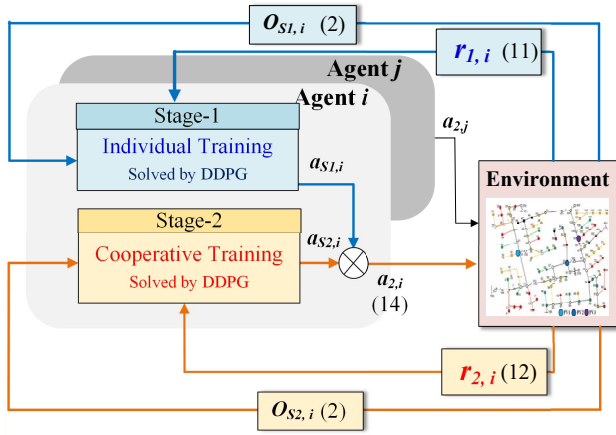 O_{S1, i} (2)
r_{1, i} (11)
Agent j
Agent i
Stage-1
Individual Training
Solved by DDPG
a_{S1,i}
a_{2,j}
Environment
Stage-2
Cooperative Training
Solved by DDPG
a_{S2,i}
a_{2,i}
(14)
r_{2, i} (12)
O_{S2, i} (2)